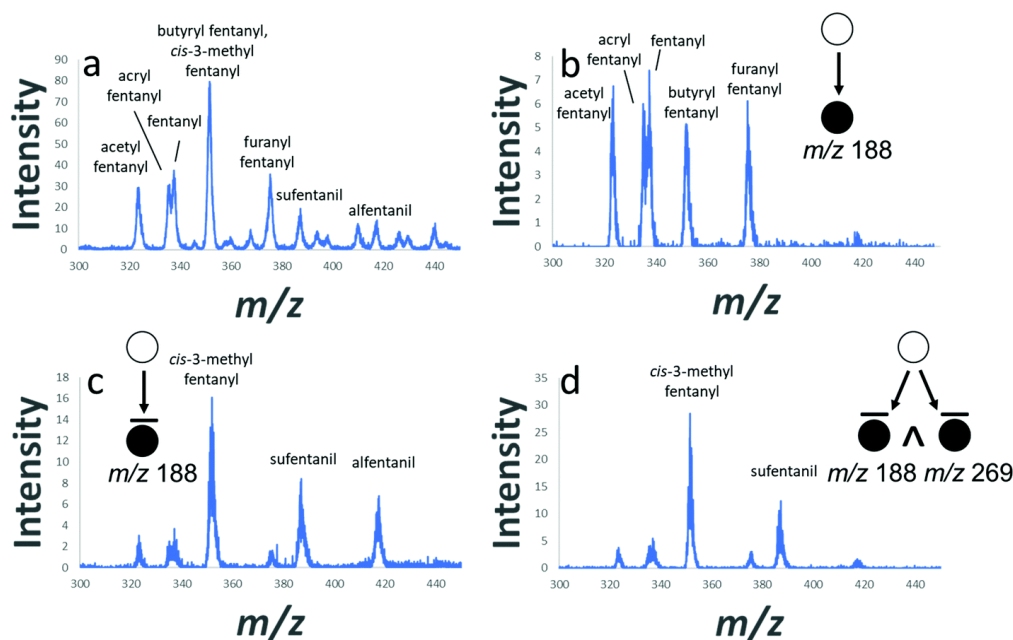 a
butyryl fentanyl,
cis-3-methyl
fentanyl
acryl
fentanyl
fentanyl
acetyl
fentanyl
furanyl
fentanyl
sufentanil
alfentanil
Intensity
90
80
70
60
50
40
30
20
10
0
300 320 340 360 380 400 420 440
m/z
b
acryl
fentanyl
fentanyl
acetyl
fentanyl
butyryl
fentanyl
furanyl
fentanyl
m/z 188
Intensity
8
7
6
5
4
3
2
1
0
300 320 340 360 380 400 420 440
m/z
c
m/z 188
cis-3-methyl
fentanyl
sufentanil
alfentanil
Intensity
18
16
14
12
10
8
6
4
2
0
300 320 340 360 380 400 420 440
m/z
d
cis-3-methyl
fentanyl
sufentanil
∧
m/z 188 m/z 269
Intensity
35
30
25
20
15
10
5
0
300 320 340 360 380 400 420 440
m/z